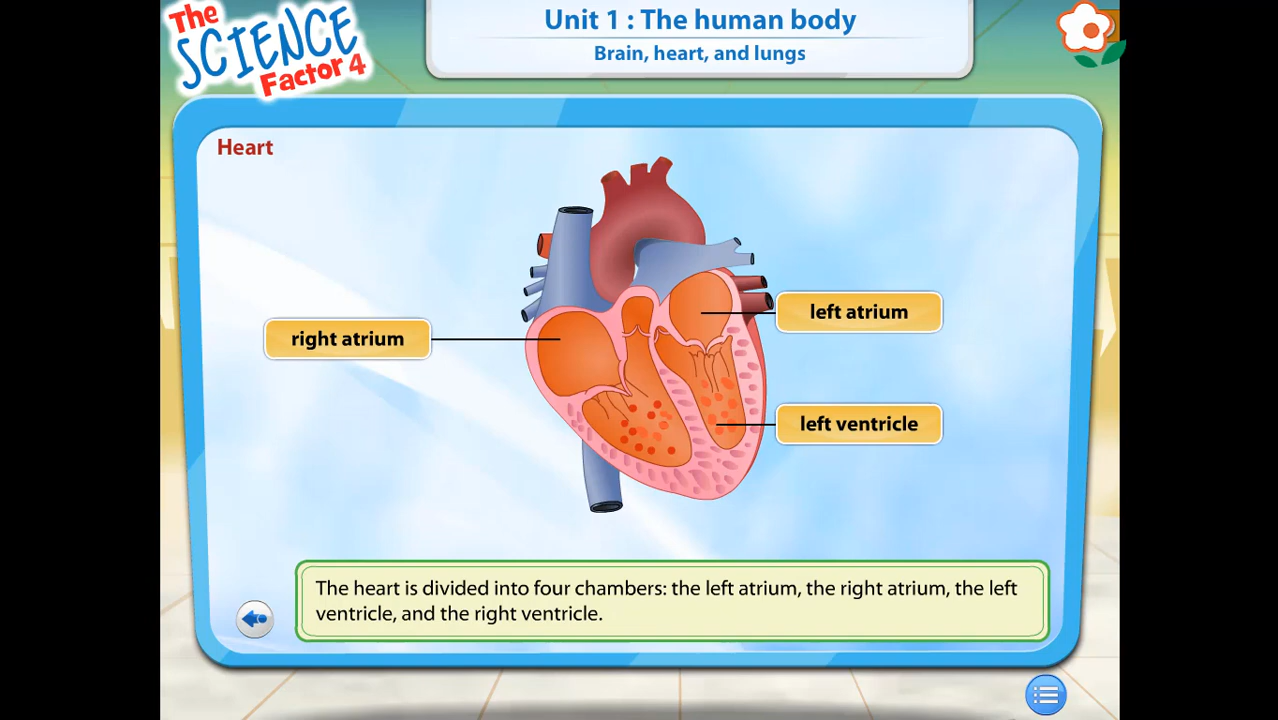 The
SCIENCE
Factor 4
Unit 1 : The human body
Brain, heart, and lungs
Heart
left atrium
right atrium
left ventricle
The heart is divided into four chambers: the left atrium, the right atrium, the left
ventricle, and the right ventricle.